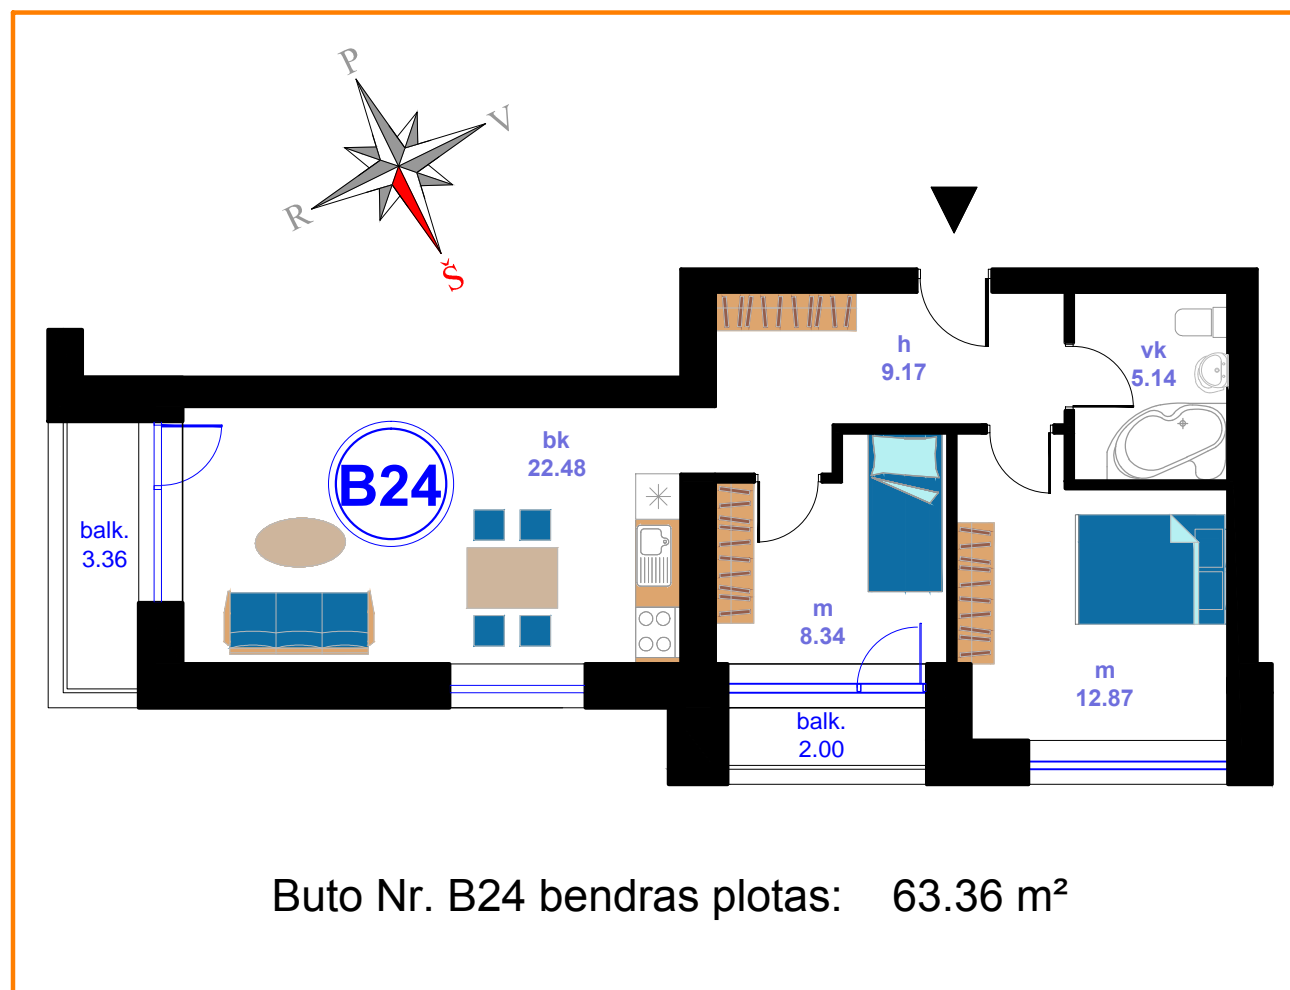 P
V
R
Š
h
9.17
vk
5.14
bk
22.48
B24
balk.
3.36
m
8.34
m
12.87
balk.
2.00
Buto Nr. B24 bendras plotas: 63.36 m²